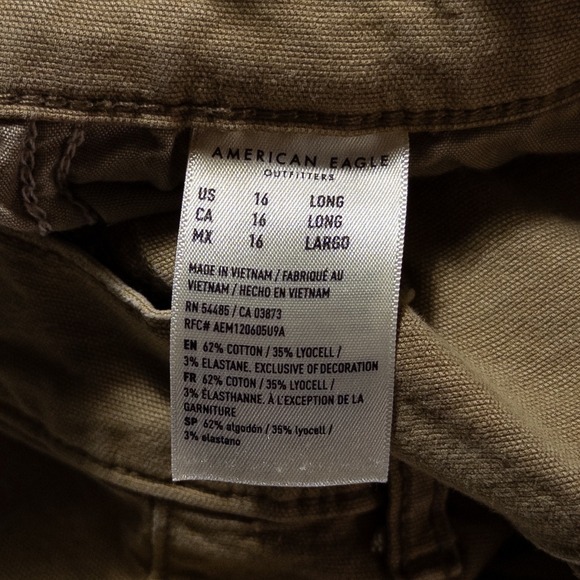 AMERICAN EAGLE
OUTFITTERS
US 16 LONG
CA 16 LONG
MX 16 LARGO
MADE IN VIETNAM / FABRIQUÉ AU
VIETNAM / HECHO EN VIETNAM
RN 54485 / CA 03873
RFC# AEM120605U9A
EN 62% COTTON / 35% LYOCELL /
3% ELASTANE. EXCLUSIVE OF DECORATION
FR 62% COTON / 35% LYOCELL /
3% ÉLASTHANNE. À L'EXCEPTION DE LA
GARNITURE
SP 62% algodón / 35% lyocell /
3% elastano